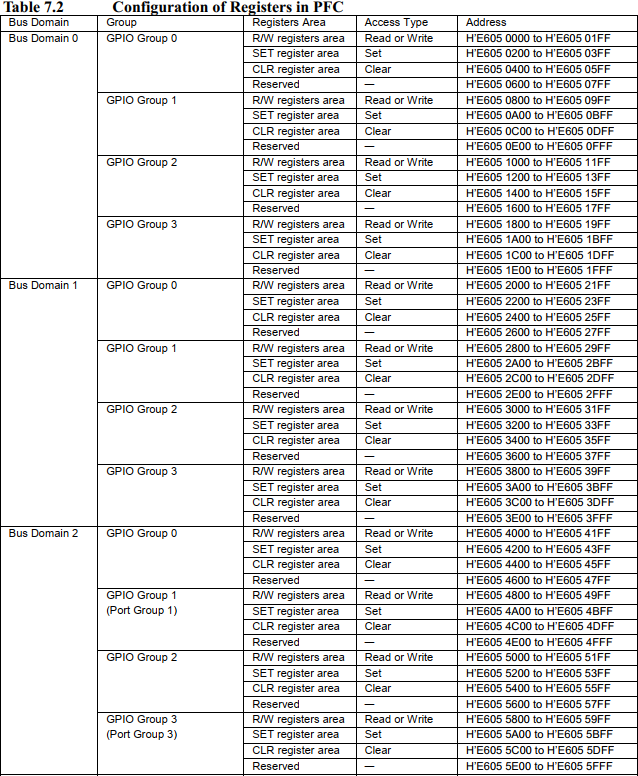 Table 7.2 Configuration of Registers in PFC
Bus Domain Group Registers Area Access Type Address
Bus Domain 0 GPIO Group 0 R/W registers area Read or Write H'E605 0000 to H'E605 01FF
SET register area Set H'E605 0200 to H'E605 03FF
CLR register area Clear H'E605 0400 to H'E605 05FF
Reserved — H'E605 0600 to H'E605 07FF
GPIO Group 1 R/W registers area Read or Write H'E605 0800 to H'E605 09FF
SET register area Set H'E605 0A00 to H'E605 0BFF
CLR register area Clear H'E605 0C00 to H'E605 0DFF
Reserved — H'E605 0E00 to H'E605 0FFF
GPIO Group 2 R/W registers area Read or Write H'E605 1000 to H'E605 11FF
SET register area Set H'E605 1200 to H'E605 13FF
CLR register area Clear H'E605 1400 to H'E605 15FF
Reserved — H'E605 1600 to H'E605 17FF
GPIO Group 3 R/W registers area Read or Write H'E605 1800 to H'E605 19FF
SET register area Set H'E605 1A00 to H'E605 1BFF
CLR register area Clear H'E605 1C00 to H'E605 1DFF
Reserved — H'E605 1E00 to H'E605 1FFF
Bus Domain 1 GPIO Group 0 R/W registers area Read or Write H'E605 2000 to H'E605 21FF
SET register area Set H'E605 2200 to H'E605 23FF
CLR register area Clear H'E605 2400 to H'E605 25FF
Reserved — H'E605 2600 to H'E605 27FF
GPIO Group 1 R/W registers area Read or Write H'E605 2800 to H'E605 29FF
SET register area Set H'E605 2A00 to H'E605 2BFF
CLR register area Clear H'E605 2C00 to H'E605 2DFF
Reserved — H'E605 2E00 to H'E605 2FFF
GPIO Group 2 R/W registers area Read or Write H'E605 3000 to H'E605 31FF
SET register area Set H'E605 3200 to H'E605 33FF
CLR register area Clear H'E605 3400 to H'E605 35FF
Reserved — H'E605 3600 to H'E605 37FF
GPIO Group 3 R/W registers area Read or Write H'E605 3800 to H'E605 39FF
SET register area Set H'E605 3A00 to H'E605 3BFF
CLR register area Clear H'E605 3C00 to H'E605 3DFF
Reserved — H'E605 3E00 to H'E605 3FFF
Bus Domain 2 GPIO Group 0 R/W registers area Read or Write H'E605 4000 to H'E605 41FF
SET register area Set H'E605 4200 to H'E605 43FF
CLR register area Clear H'E605 4400 to H'E605 45FF
Reserved — H'E605 4600 to H'E605 47FF
GPIO Group 1 R/W registers area Read or Write H'E605 4800 to H'E605 49FF
(Port Group 1) SET register area Set H'E605 4A00 to H'E605 4BFF
CLR register area Clear H'E605 4C00 to H'E605 4DFF
Reserved — H'E605 4E00 to H'E605 4FFF
GPIO Group 2 R/W registers area Read or Write H'E605 5000 to H'E605 51FF
SET register area Set H'E605 5200 to H'E605 53FF
CLR register area Clear H'E605 5400 to H'E605 55FF
Reserved — H'E605 5600 to H'E605 57FF
GPIO Group 3 R/W registers area Read or Write H'E605 5800 to H'E605 59FF
(Port Group 3) SET register area Set H'E605 5A00 to H'E605 5BFF
CLR register area Clear H'E605 5C00 to H'E605 5DFF
Reserved — H'E605 5E00 to H'E605 5FFF